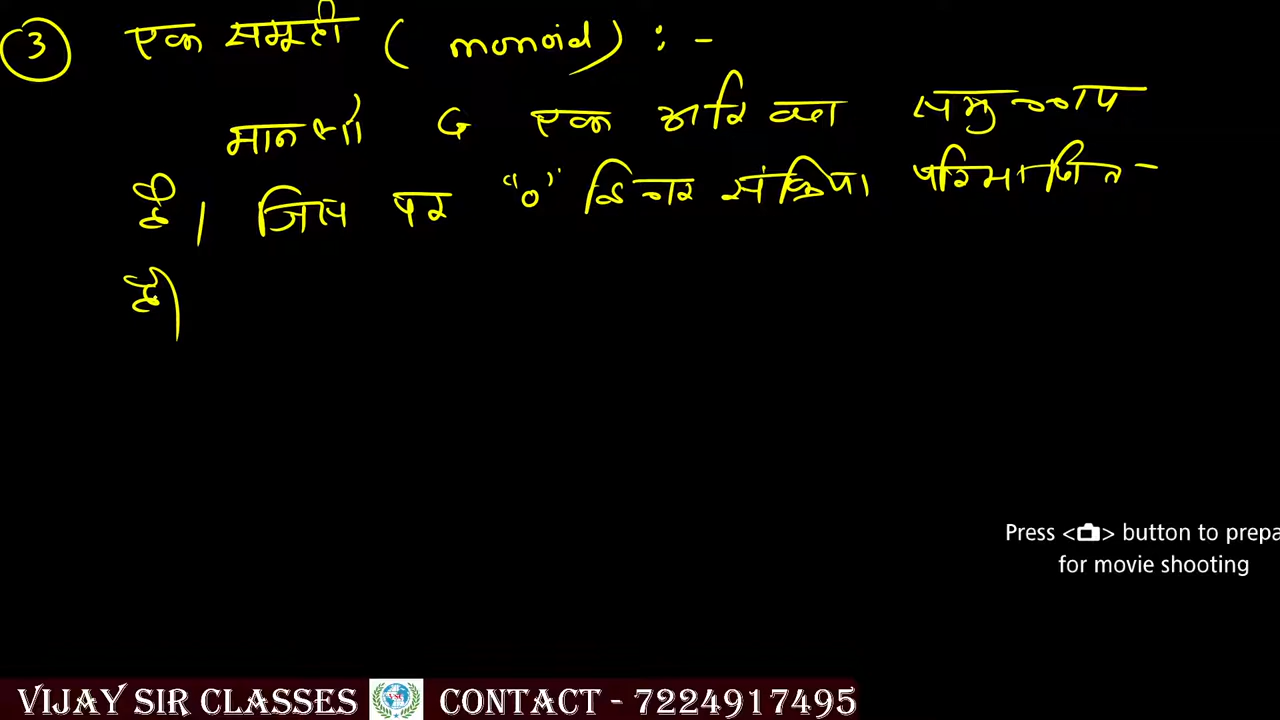 ③ एक समूही ( monoid ) : -
मानलो G एक अरिक्त समुच्चय
है। जिस पर "o" द्विचर संक्रिया परिभाषित -
है।
Press < > button to prepa
for movie shooting
VIJAY SIR CLASSES CONTACT - 7224917495